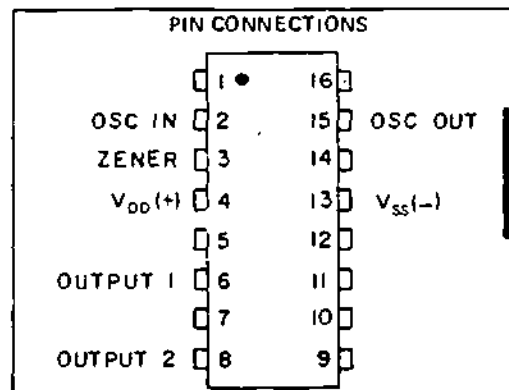 PIN CONNECTIONS
1 16
OSC IN 2 15 OSC OUT
ZENER 3 14
VDD(+) 4 13 VSS(-)
5 12
OUTPUT 1 6 11
7 10
OUTPUT 2 8 9